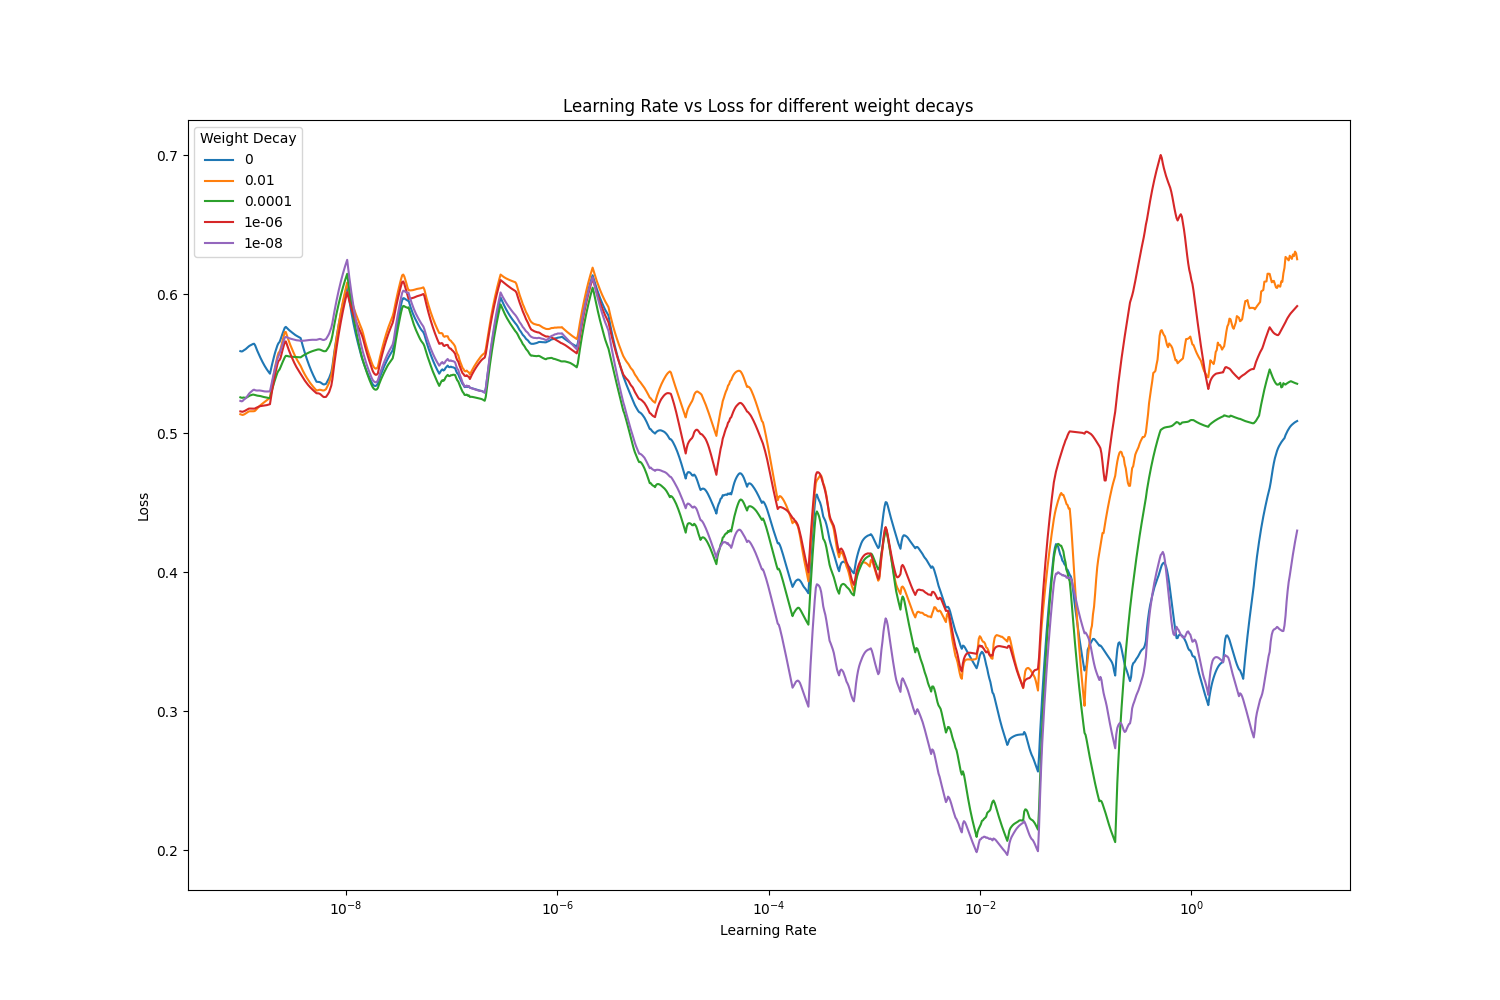 Learning Rate vs Loss for different weight decays
Weight Decay
0
0.01
0.0001
1e-06
1e-08
0.7
0.6
0.5
0.4
0.3
0.2
Loss
10⁻⁸ 10⁻⁶ 10⁻⁴ 10⁻² 10⁰
Learning Rate